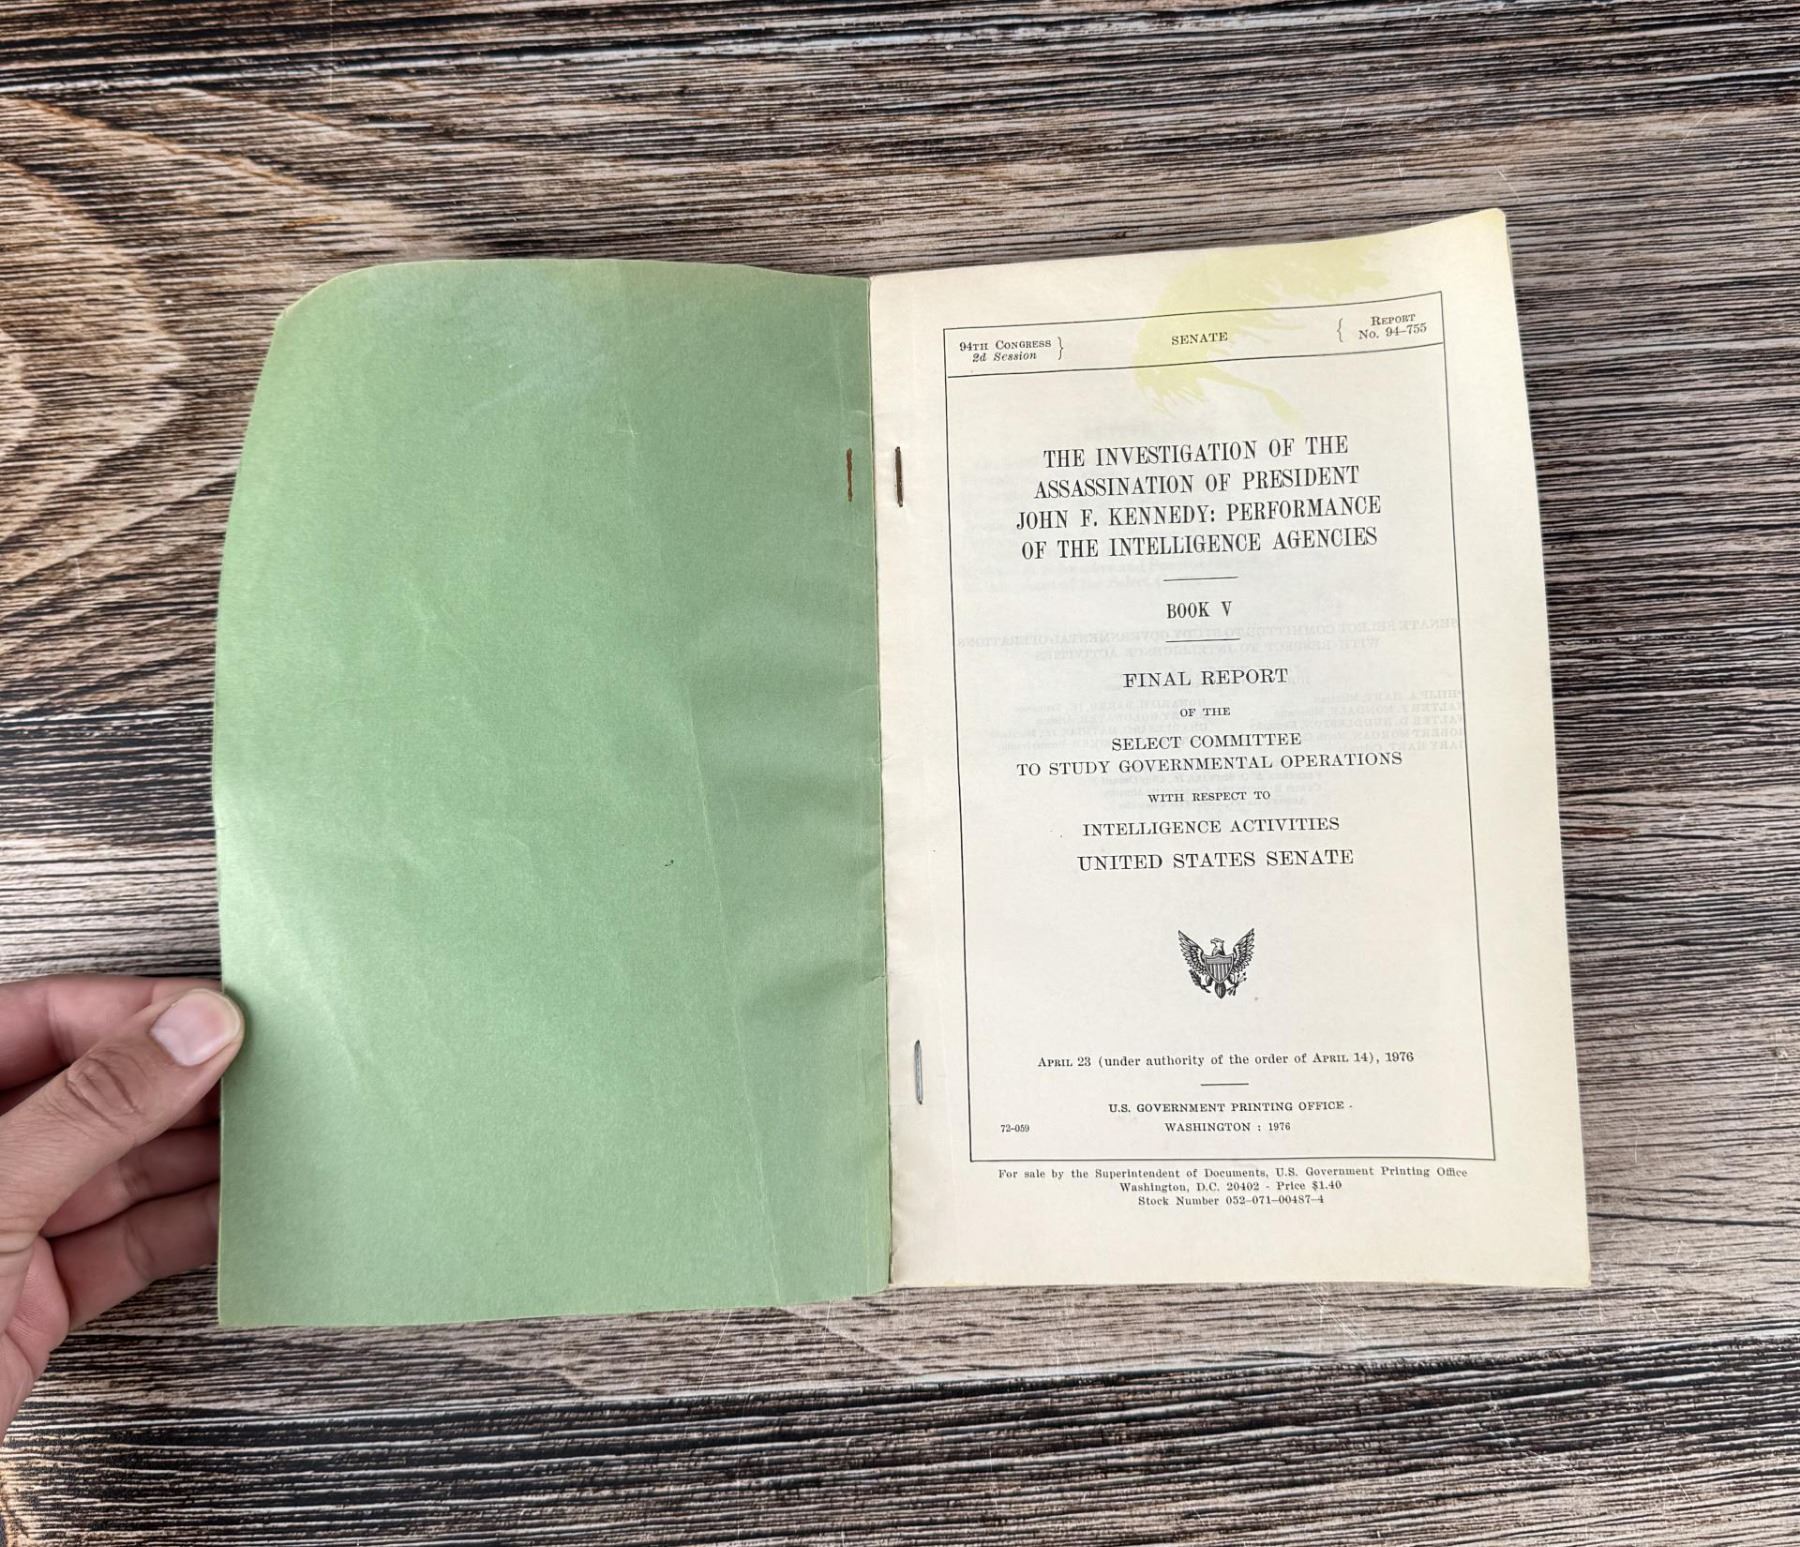 94TH CONGRESS
2d Session
SENATE
REPORT
No. 94-755
THE INVESTIGATION OF THE
ASSASSINATION OF PRESIDENT
JOHN F. KENNEDY: PERFORMANCE
OF THE INTELLIGENCE AGENCIES
BOOK V
FINAL REPORT
OF THE
SELECT COMMITTEE
TO STUDY GOVERNMENTAL OPERATIONS
WITH RESPECT TO
INTELLIGENCE ACTIVITIES
UNITED STATES SENATE
APRIL 23 (under authority of the order of APRIL 14), 1976
U.S. GOVERNMENT PRINTING OFFICE
72-059
WASHINGTON : 1976
For sale by the Superintendent of Documents, U.S. Government Printing Office
Washington, D.C. 20402 - Price $1.40
Stock Number 052-071-00487-4